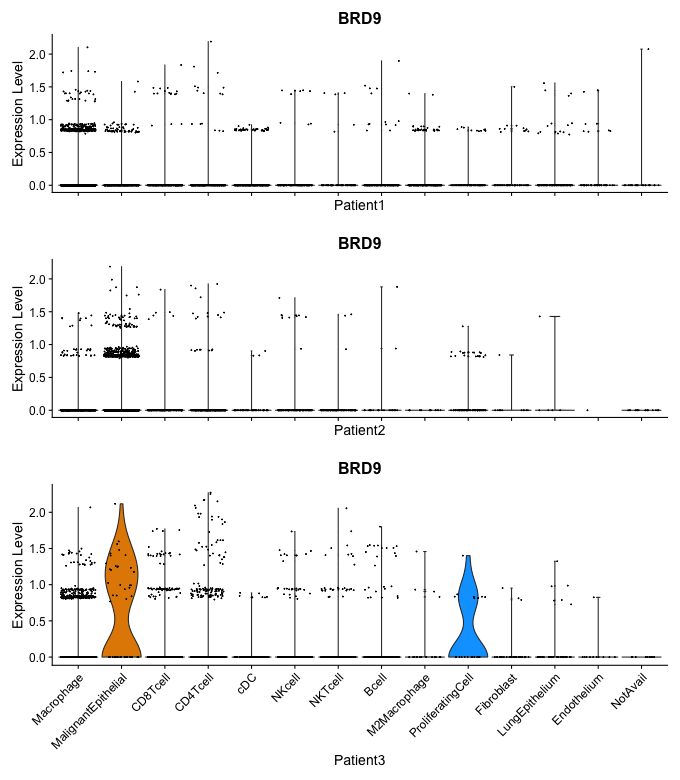 BRD9
Expression Level
2.0
1.5
1.0
0.5
0.0
Patient1
BRD9
Expression Level
2.0
1.5
1.0
0.5
0.0
Patient2
BRD9
Expression Level
2.0
1.5
1.0
0.5
0.0
Macrophage
MalignantEpithelial
CD8Tcell
CD4Tcell
cDC
NKcell
NKTcell
Bcell
M2Macrophage
ProliferatingCell
Fibroblast
LungEpithelium
Endothelium
NotAvail
Patient3